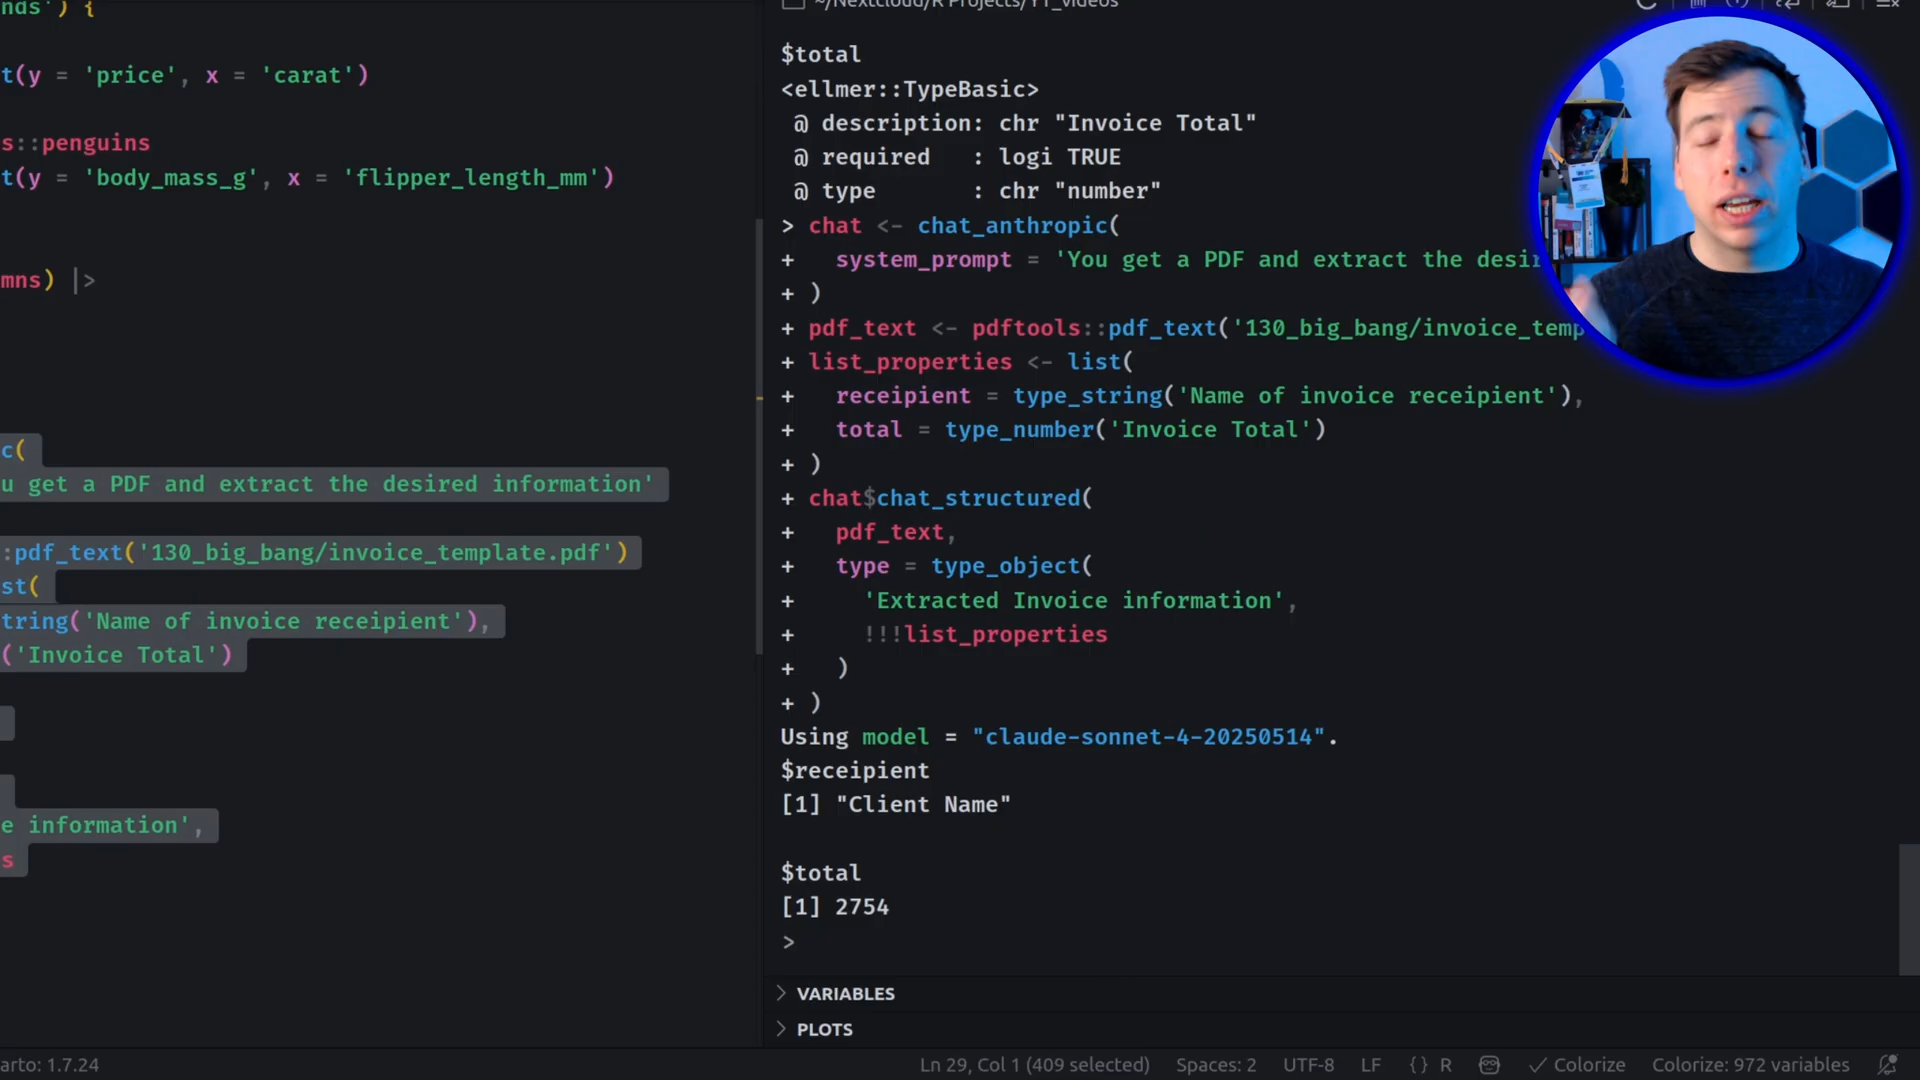 nds') {
t(y = 'price', x = 'carat')
s::penguins
t(y = 'body_mass_g', x = 'flipper_length_mm')
mns) |>
c(
u get a PDF and extract the desired information'
:pdf_text('130_big_bang/invoice_template.pdf')
st(
tring('Name of invoice receipient'),
('Invoice Total')
e information',
s
~/Nextcloud/R Projects/YT_videos
$total
<ellmer::TypeBasic>
@ description: chr "Invoice Total"
@ required   : logi TRUE
@ type       : chr "number"
> chat <- chat_anthropic(
+   system_prompt = 'You get a PDF and extract the desir
+ )
+ pdf_text <- pdftools::pdf_text('130_big_bang/invoice_temp
+ list_properties <- list(
+   receipient = type_string('Name of invoice receipient'),
+   total = type_number('Invoice Total')
+ )
+ chat$chat_structured(
+   pdf_text,
+   type = type_object(
+     'Extracted Invoice information',
+     !!!list_properties
+   )
+ )
Using model = "claude-sonnet-4-20250514".
$receipient
[1] "Client Name"
$total
[1] 2754
>
VARIABLES
PLOTS
arto: 1.7.24
Ln 29, Col 1 (409 selected)
Spaces: 2
UTF-8
LF
{} R
Colorize
Colorize: 972 variables